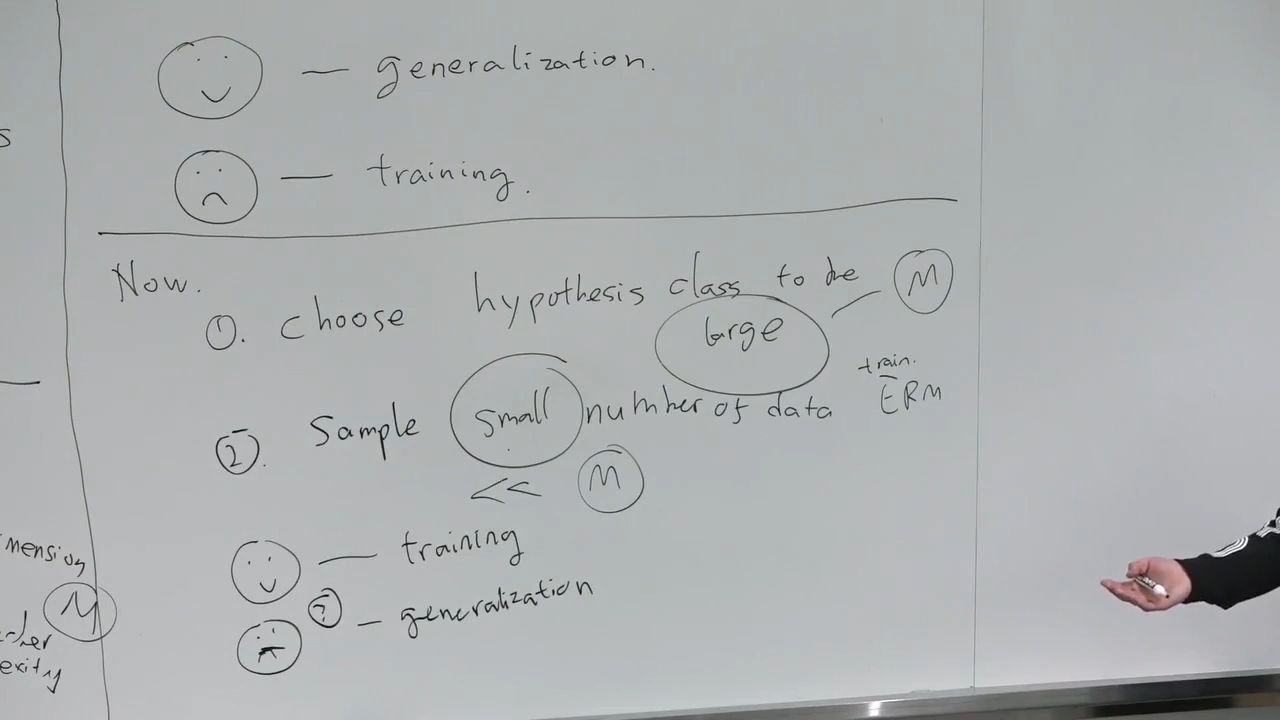 — generalization.
— training.
Now.
①. choose hypothesis class to be large M
②. Sample small number of data train. ERM
<< M
— training
? — generalization
M
exity